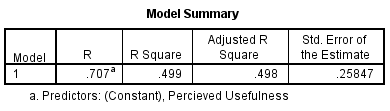 Model Summary
Model R R Square Adjusted R Square Std. Error of the Estimate
1 .707a .499 .498 .25847
a. Predictors: (Constant), Percieved Usefulness